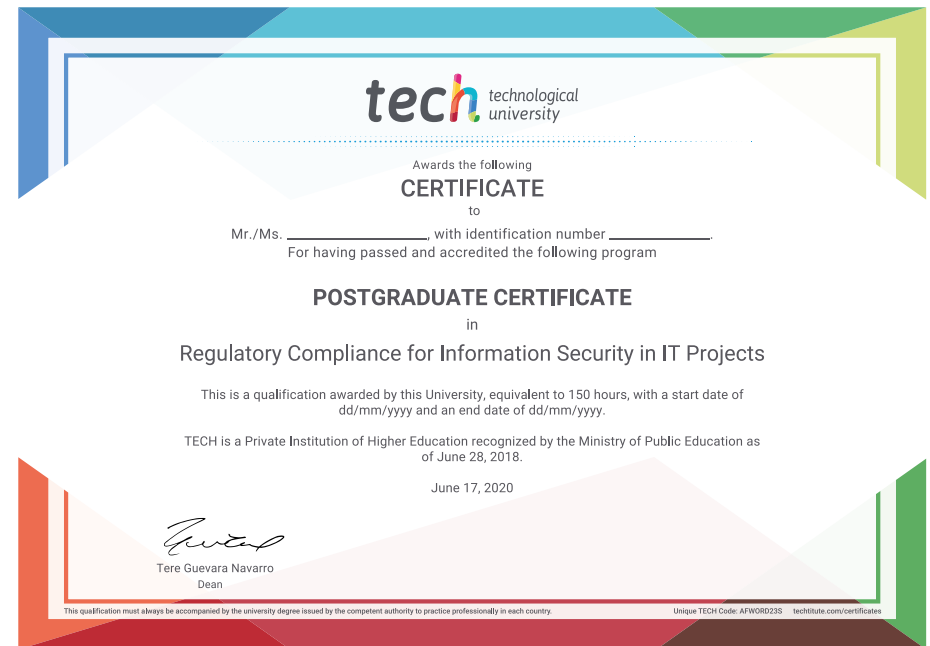 tech technological
university
Awards the following
CERTIFICATE
to
Mr./Ms. ____________________, with identification number ______________.
For having passed and accredited the following program
POSTGRADUATE CERTIFICATE
in
Regulatory Compliance for Information Security in IT Projects
This is a qualification awarded by this University, equivalent to 150 hours, with a start date of
dd/mm/yyyy and an end date of dd/mm/yyyy.
TECH is a Private Institution of Higher Education recognized by the Ministry of Public Education as
of June 28, 2018.
June 17, 2020
Tere Guevara Navarro
Dean
This qualification must always be accompanied by the university degree issued by the competent authority to practice professionally in each country.
Unique TECH Code: AFWORD23S techtitute.com/certificates